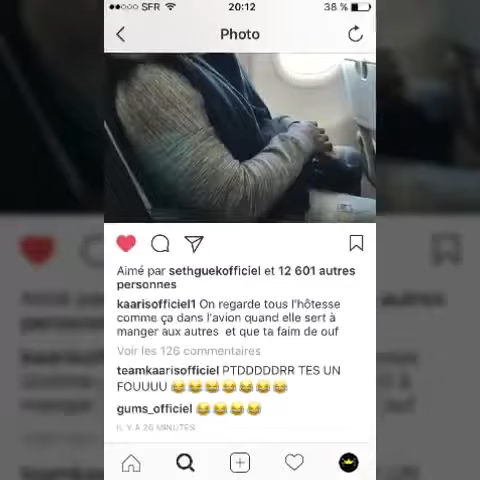 SFR 20:12 38 %
Photo
Aimé par sethguekofficiel et 12 601 autres
personnes
kaarisofficiel1 On regarde tous l'hôtesse
comme ça dans l'avion quand elle sert à
manger aux autres et que ta faim de ouf
Voir les 126 commentaires
teamkaarisofficiel PTDDDDDRR TES UN
FOUUUU 😂😂😂😂😂😂😂
gums_officiel 😂😂😂😂
IL Y A 26 MINUTES